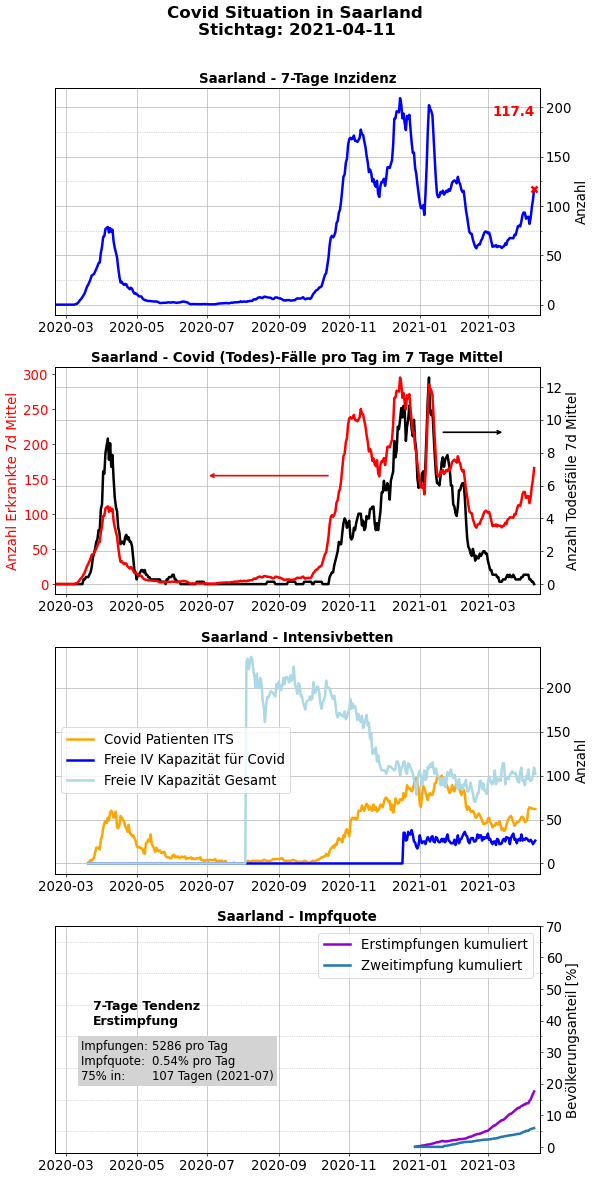 Covid Situation in Saarland
Stichtag: 2021-04-11
Saarland - 7-Tage Inzidenz
117.4
200
150
100
50
0
Anzahl
2020-03 2020-05 2020-07 2020-09 2020-11 2021-01 2021-03
Saarland - Covid (Todes)-Fälle pro Tag im 7 Tage Mittel
Anzahl Erkrankte 7d Mittel
300
250
200
150
100
50
0
12
10
8
6
4
2
0
Anzahl Todesfälle 7d Mittel
2020-03 2020-05 2020-07 2020-09 2020-11 2021-01 2021-03
Saarland - Intensivbetten
Covid Patienten ITS
Freie IV Kapazität für Covid
Freie IV Kapazität Gesamt
200
150
100
50
0
Anzahl
2020-03 2020-05 2020-07 2020-09 2020-11 2021-01 2021-03
Saarland - Impfquote
Erstimpfungen kumuliert
Zweitimpfung kumuliert
7-Tage Tendenz
Erstimpfung
Impfungen: 5286 pro Tag
Impfquote: 0.54% pro Tag
75% in: 107 Tagen (2021-07)
70
60
50
40
30
20
10
0
Bevölkerungsanteil [%]
2020-03 2020-05 2020-07 2020-09 2020-11 2021-01 2021-03